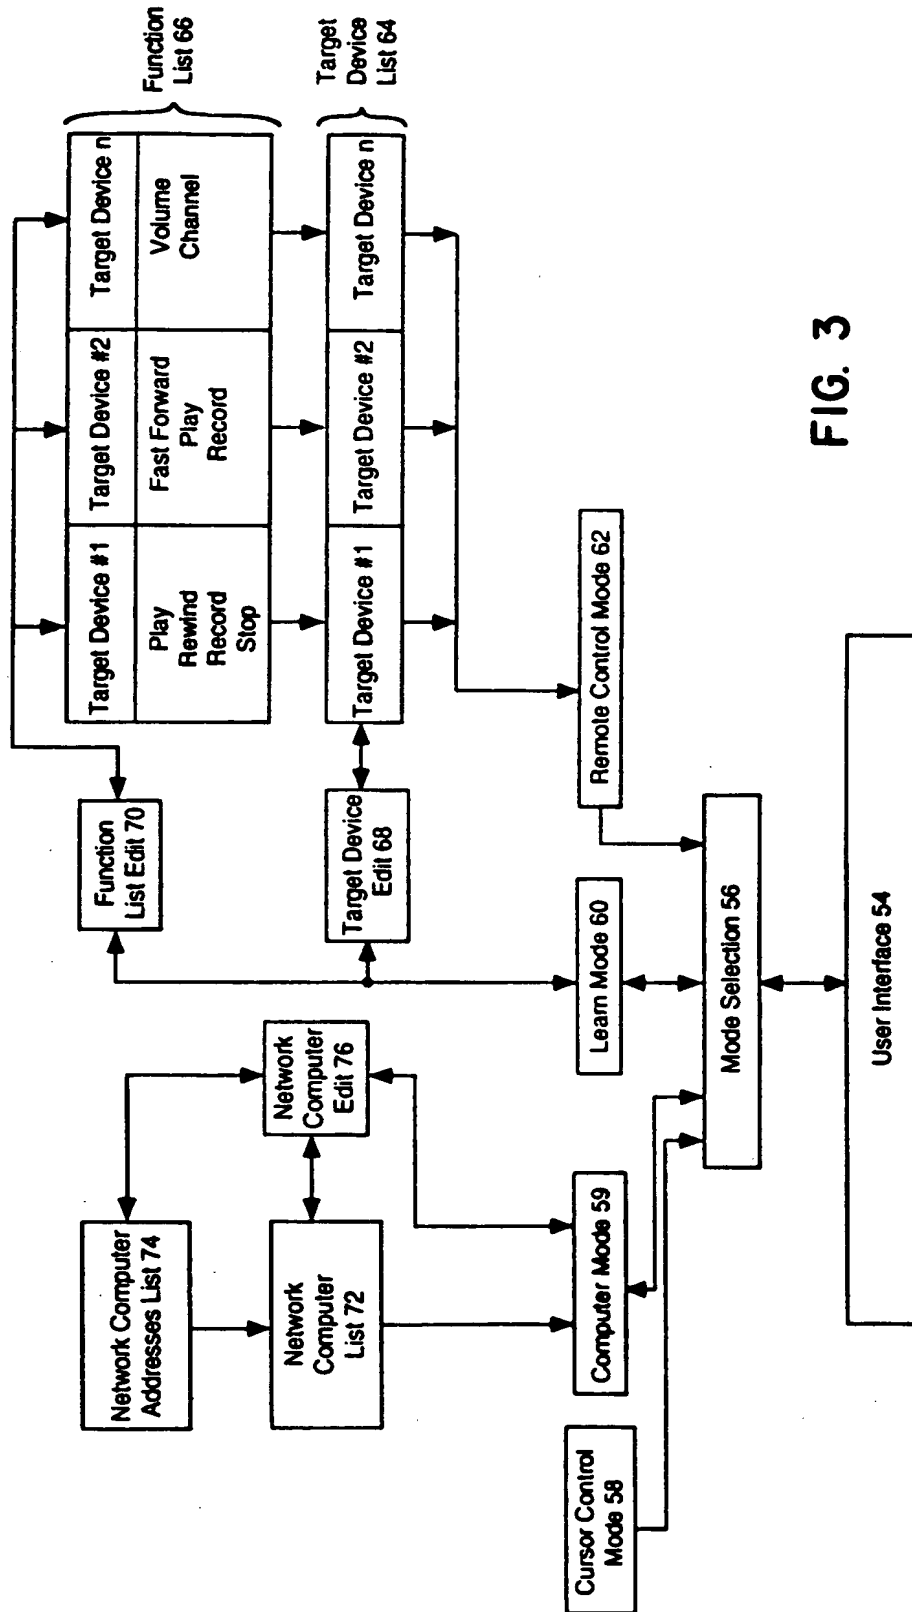 Function
List 66
Target
Device
List 64
Target Device #1
Target Device #2
Target Device n
Play
Rewind
Record
Stop
Fast Forward
Play
Record
Volume
Channel
Target Device #1
Target Device #2
Target Device n
Function
List Edit 70
Target Device
Edit 68
Network Computer
Addresses List 74
Network
Computer
List 72
Network
Computer
Edit 76
Cursor Control
Mode 58
Computer Mode 59
Learn Mode 60
Remote Control Mode 62
Mode Selection 56
User Interface 54
FIG. 3